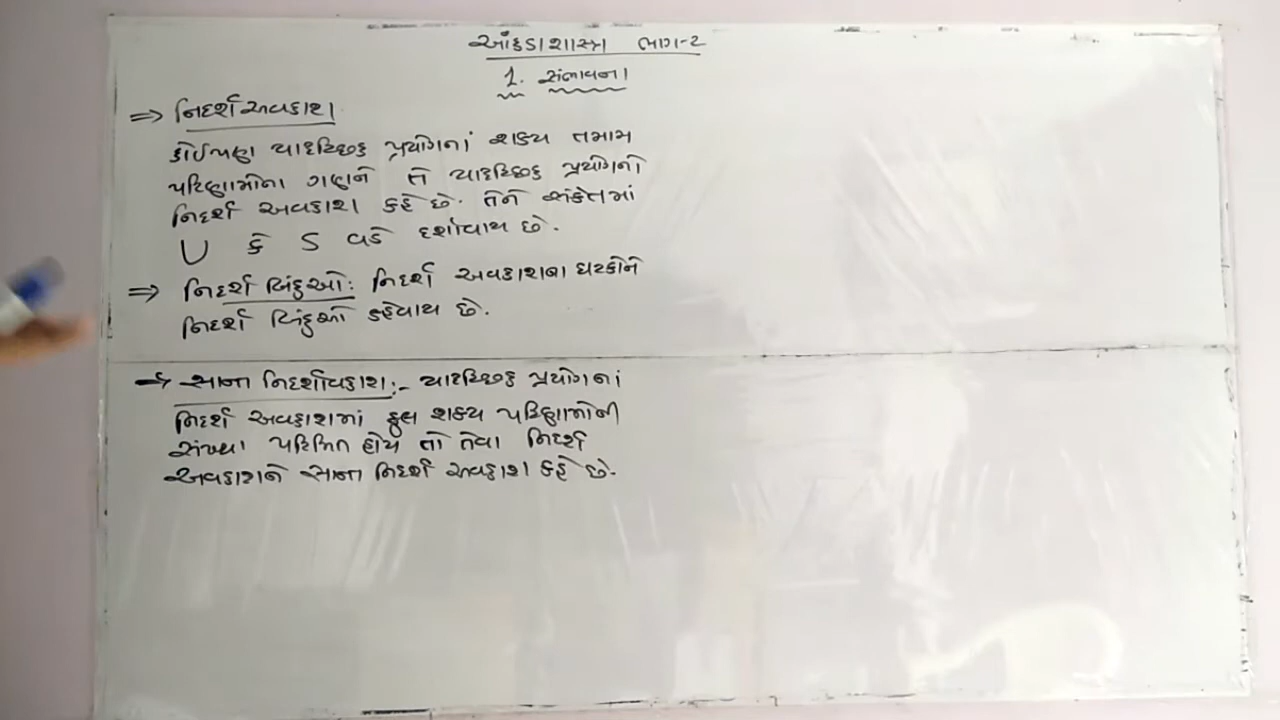 આંકડાશાસ્ત્ર ભાગ-2
1. સંભાવના
⇒ નિદર્શ અવકાશ
કોઈપણ યાદચ્છિક પ્રયોગનાં શક્ય તમામ
પરિણામોના ગણને તે યાદચ્છિક પ્રયોગનો
નિદર્શ અવકાશ કહે છે. તેને સંકેતમાં
U કે S વડે દર્શાવાય છે.
⇒ નિદર્શ બિંદુઓ: નિદર્શ અવકાશના ઘટકોને
નિદર્શ બિંદુઓ કહેવાય છે.
→ સાન્ત નિદર્શાવકાશ:- યાદચ્છિક પ્રયોગનાં
નિદર્શ અવકાશમાં કુલ શક્ય પરિણામોની
સંખ્યા પરિમિત હોય તો તેવા નિદર્શ
અવકાશને સાન્ત નિદર્શ અવકાશ કહે છે.